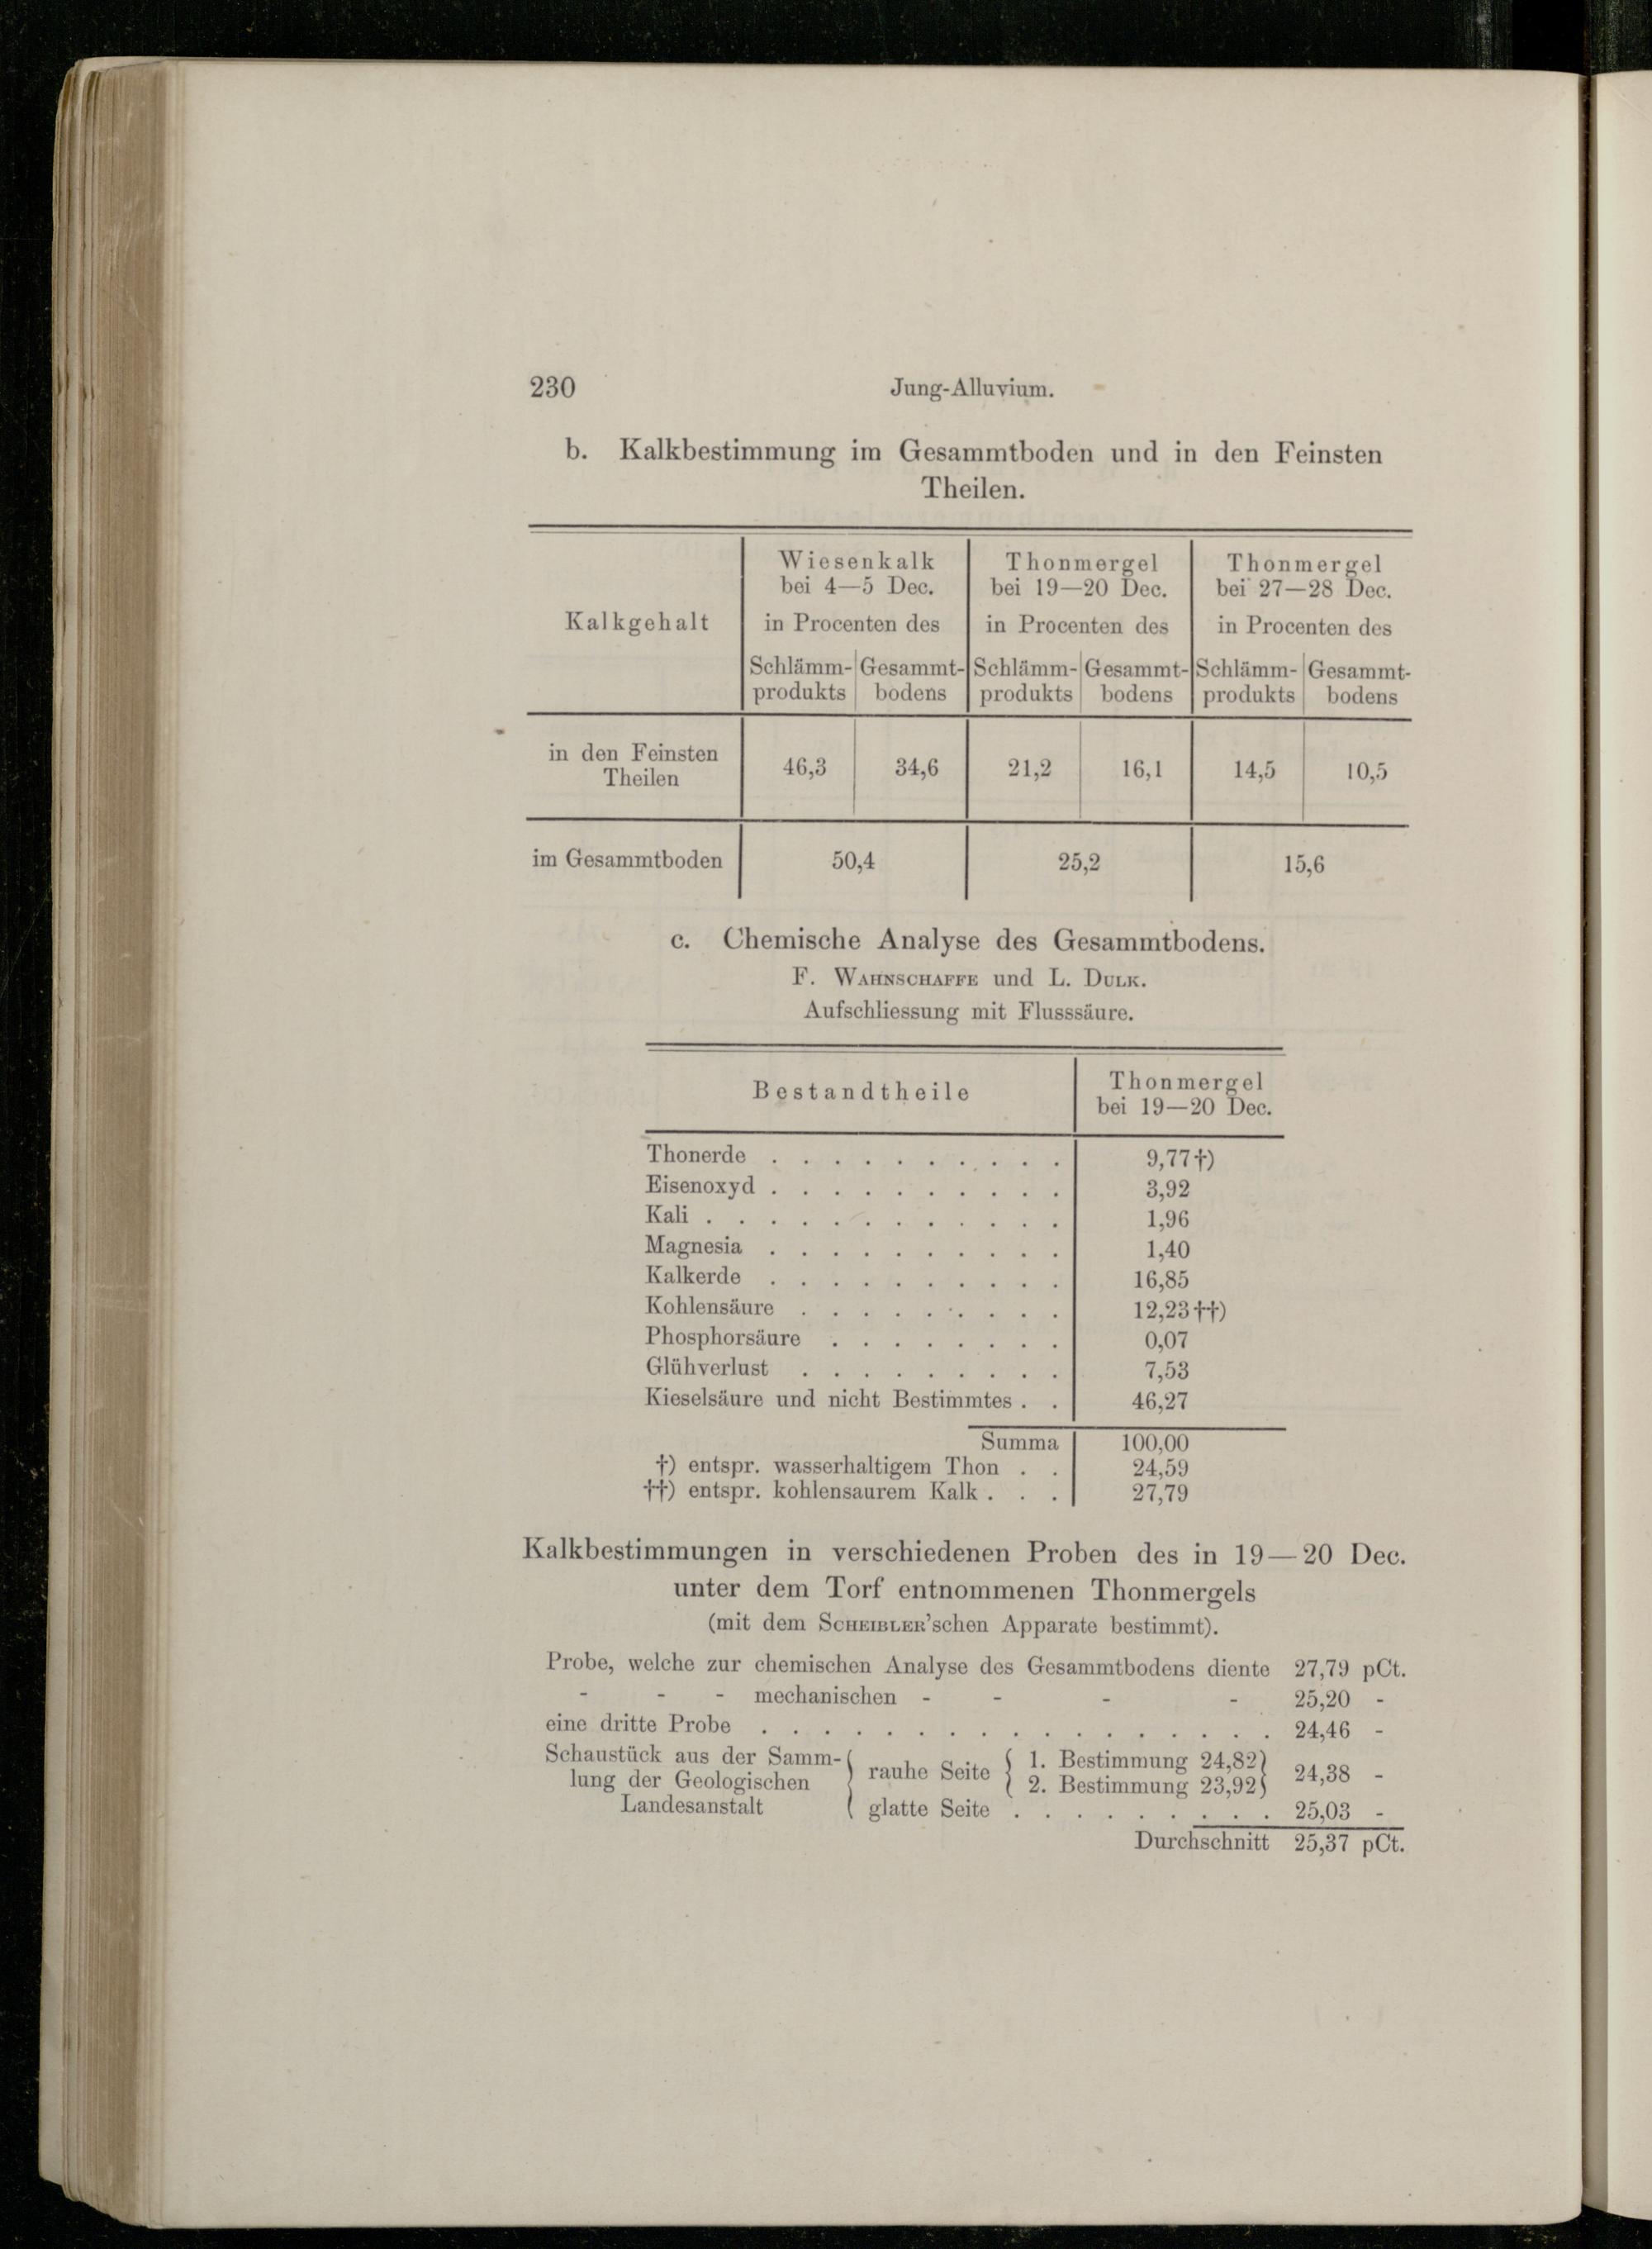 230 Jung-Alluvium.
b. Kalkbestimmung im Gesammtboden und in den Feinsten
Theilen.
Kalkgehalt
Wiesenkalk
bei 4—5 Dec.
in Procenten des
Thonmergel
bei 19—20 Dec.
in Procenten des
Thonmergel
bei 27—28 Dec.
in Procenten des
Schlämm- Gesammt- Schlämm- Gesammt- Schlämm- Gesammt-
produkts bodens produkts bodens produkts bodens
in den Feinsten
Theilen 46,3 34,6 21,2 16,1 14,5 10,5
im Gesammtboden 50,4 25,2 15,6
c. Chemische Analyse des Gesammtbodens.
F. Wahnschaffe und L. Dulk.
Aufschliessung mit Flusssäure.
Bestandtheile
Thonmergel
bei 19—20 Dec.
Thonerde . . . . . . . . . . 9,77†)
Eisenoxyd . . . . . . . . . . 3,92
Kali . . . . . . . . . . . . 1,96
Magnesia . . . . . . . . . . 1,40
Kalkerde . . . . . . . . . . 16,85
Kohlensäure . . . . . . . . . 12,23††)
Phosphorsäure . . . . . . . . 0,07
Glühverlust . . . . . . . . . 7,53
Kieselsäure und nicht Bestimmtes . . 46,27
Summa 100,00
†) entspr. wasserhaltigem Thon . . 24,59
††) entspr. kohlensaurem Kalk . . . 27,79
Kalkbestimmungen in verschiedenen Proben des in 19—20 Dec.
unter dem Torf entnommenen Thonmergels
(mit dem Scheibler'schen Apparate bestimmt).
Probe, welche zur chemischen Analyse des Gesammtbodens diente 27,79 pCt.
- - - mechanischen - - - - 25,20 -
eine dritte Probe . . . . . . . . . . . . . . . . . 24,46 -
Schaustück aus der Samm-
lung der Geologischen
Landesanstalt
rauhe Seite { 1. Bestimmung 24,82}
2. Bestimmung 23,92} 24,38 -
glatte Seite . . . . . . . . . 25,03 -
Durchschnitt 25,37 pCt.